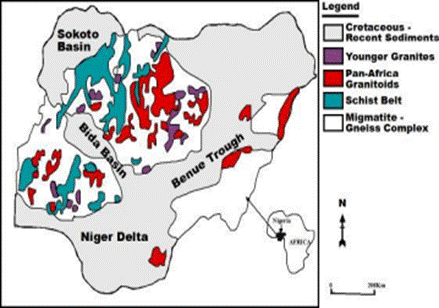 Legend
Cretaceous -
Recent Sediments
Younger Granites
Pan-Africa
Granitoids
Schist Belt
Migmatite -
Gneiss Complex
Sokoto
Basin
Bida Basin
Benue Trough
Niger Delta
N
Nigeria
AFRICA
0
200Km